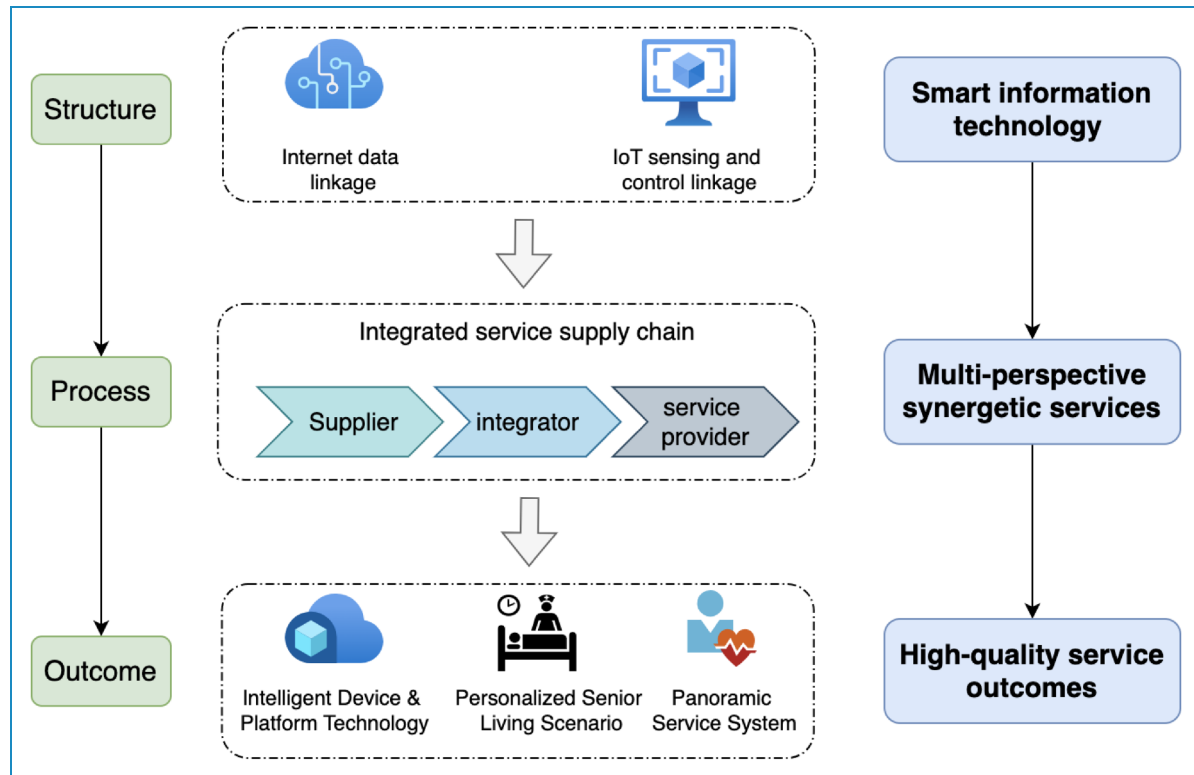 Structure
Internet data
linkage
IoT sensing and
control linkage
Smart information
technology
Process
Integrated service supply chain
Supplier
integrator
service
provider
Multi-perspective
synergetic services
Outcome
Intelligent Device &
Platform Technology
Personalized Senior
Living Scenario
Panoramic
Service System
High-quality service
outcomes